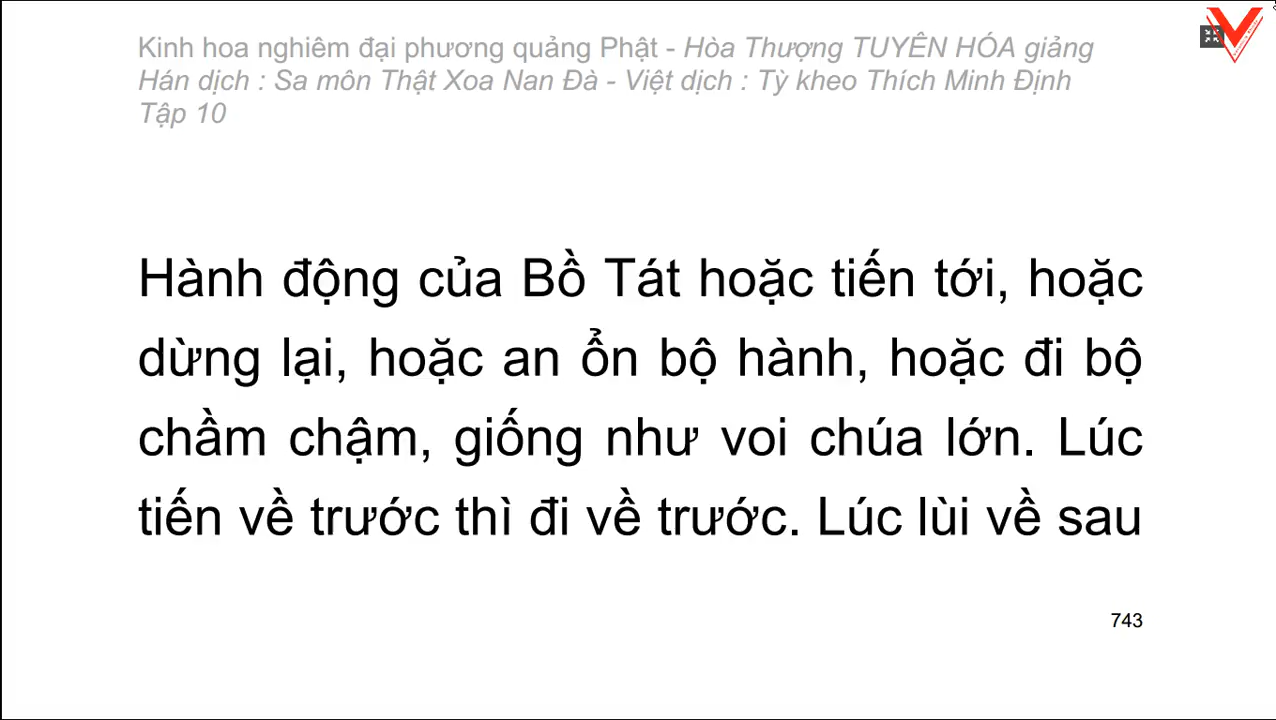 Kinh hoa nghiêm đại phương quảng Phật - Hòa Thượng TUYÊN HÓA giảng
Hán dịch : Sa môn Thật Xoa Nan Đà - Việt dịch : Tỳ kheo Thích Minh Định
Tập 10
Hành động của Bồ Tát hoặc tiến tới, hoặc
dừng lại, hoặc an ổn bộ hành, hoặc đi bộ
chầm chậm, giống như voi chúa lớn. Lúc
tiến về trước thì đi về trước. Lúc lùi về sau
743